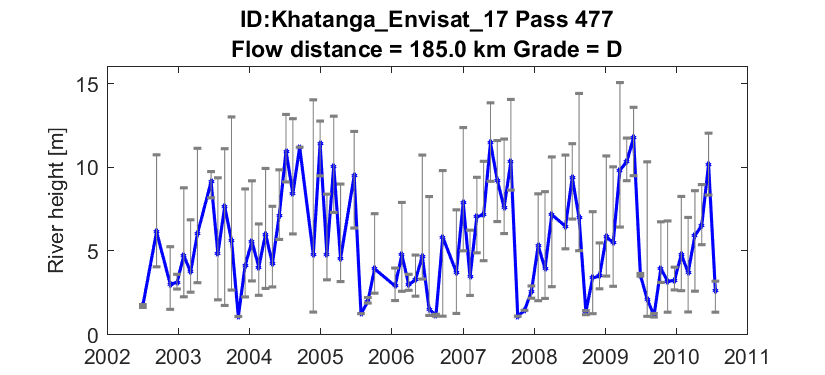 ID:Khatanga_Envisat_17 Pass 477
Flow distance = 185.0 km Grade = D
River height [m]
15
10
5
0
2002 2003 2004 2005 2006 2007 2008 2009 2010 2011